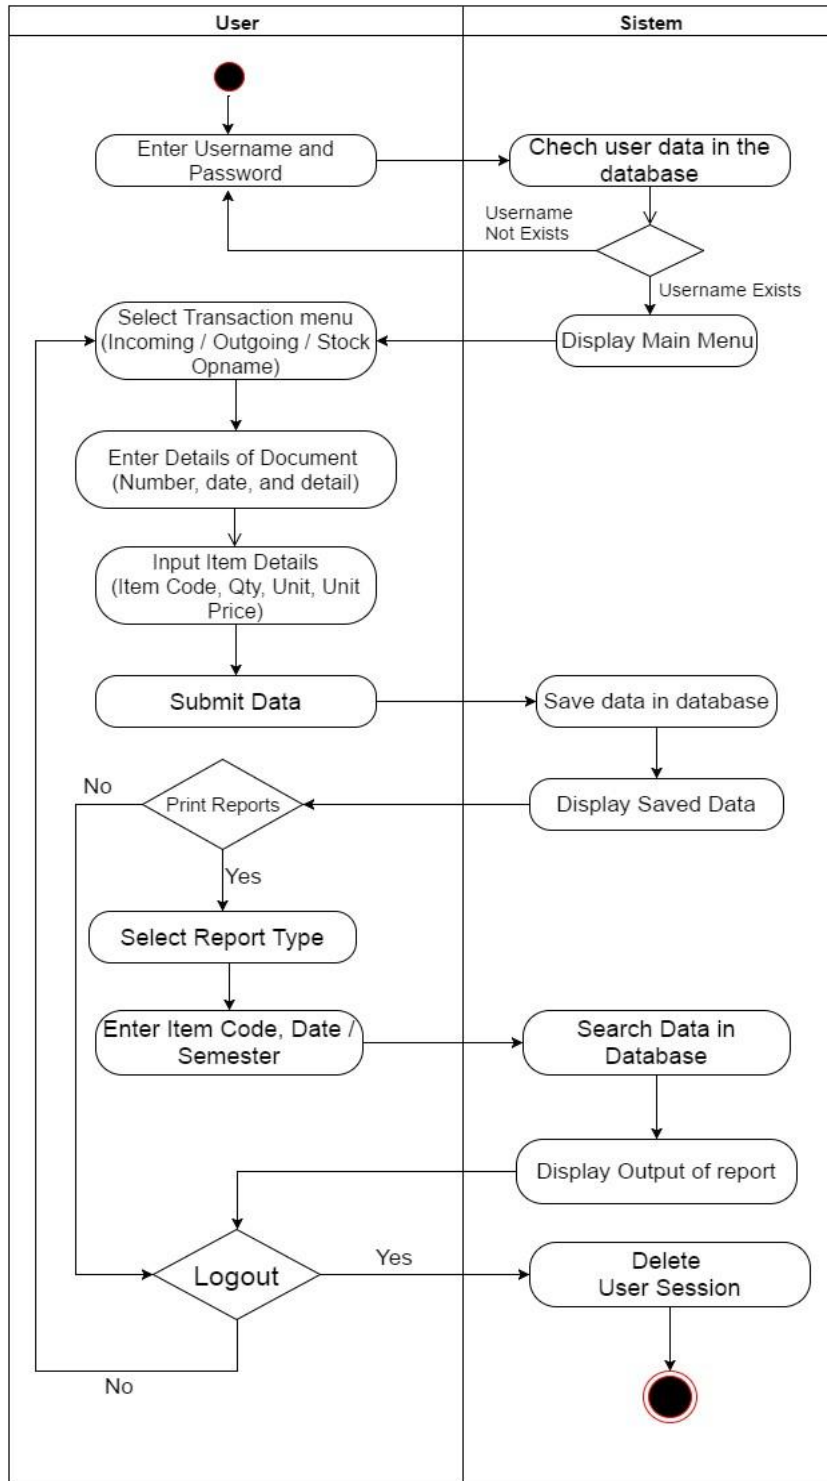 User
Sistem
Enter Username and
Password
Chech user data in the
database
Username
Not Exists
Username Exists
Select Transaction menu
(Incoming / Outgoing / Stock
Opname)
Display Main Menu
Enter Details of Document
(Number, date, and detail)
Input Item Details
(Item Code, Qty, Unit, Unit
Price)
Submit Data
Save data in database
No
Print Reports
Display Saved Data
Yes
Select Report Type
Enter Item Code, Date /
Semester
Search Data in
Database
Display Output of report
Logout
Yes
Delete
User Session
No